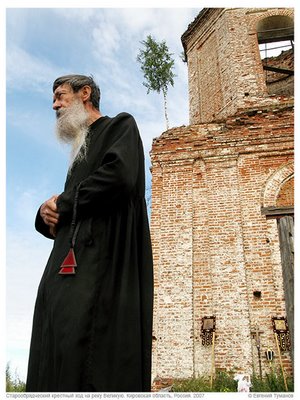 Старообрядческий крестный ход на реку Великую. Кировская область, Россия. 2007 © Евгений Туманов